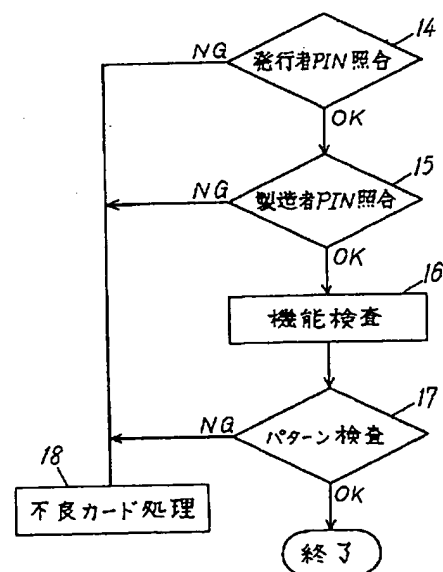 14
NG
発行者PIN照合
OK
15
NG
製造者PIN照合
OK
16
機能検査
17
NG
パターン検査
18
OK
不良カード処理
終了